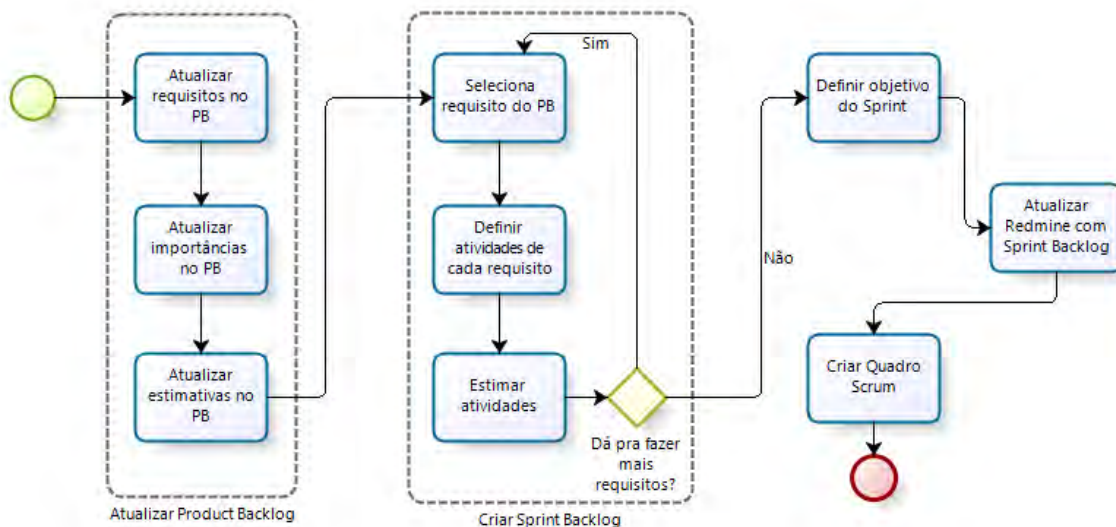 Atualizar
requisitos no
PB
Atualizar
importâncias no
PB
Atualizar
estimativas no
PB
Atualizar Product Backlog
Sim
Seleciona
requisito do PB
Definir
atividades de
cada requisito
Estimar
atividades
Dá pra fazer
mais
requisitos?
Criar Sprint Backlog
Não
Definir objetivo
do Sprint
Atualizar
Redmine com
Sprint Backlog
Criar Quadro
Scrum